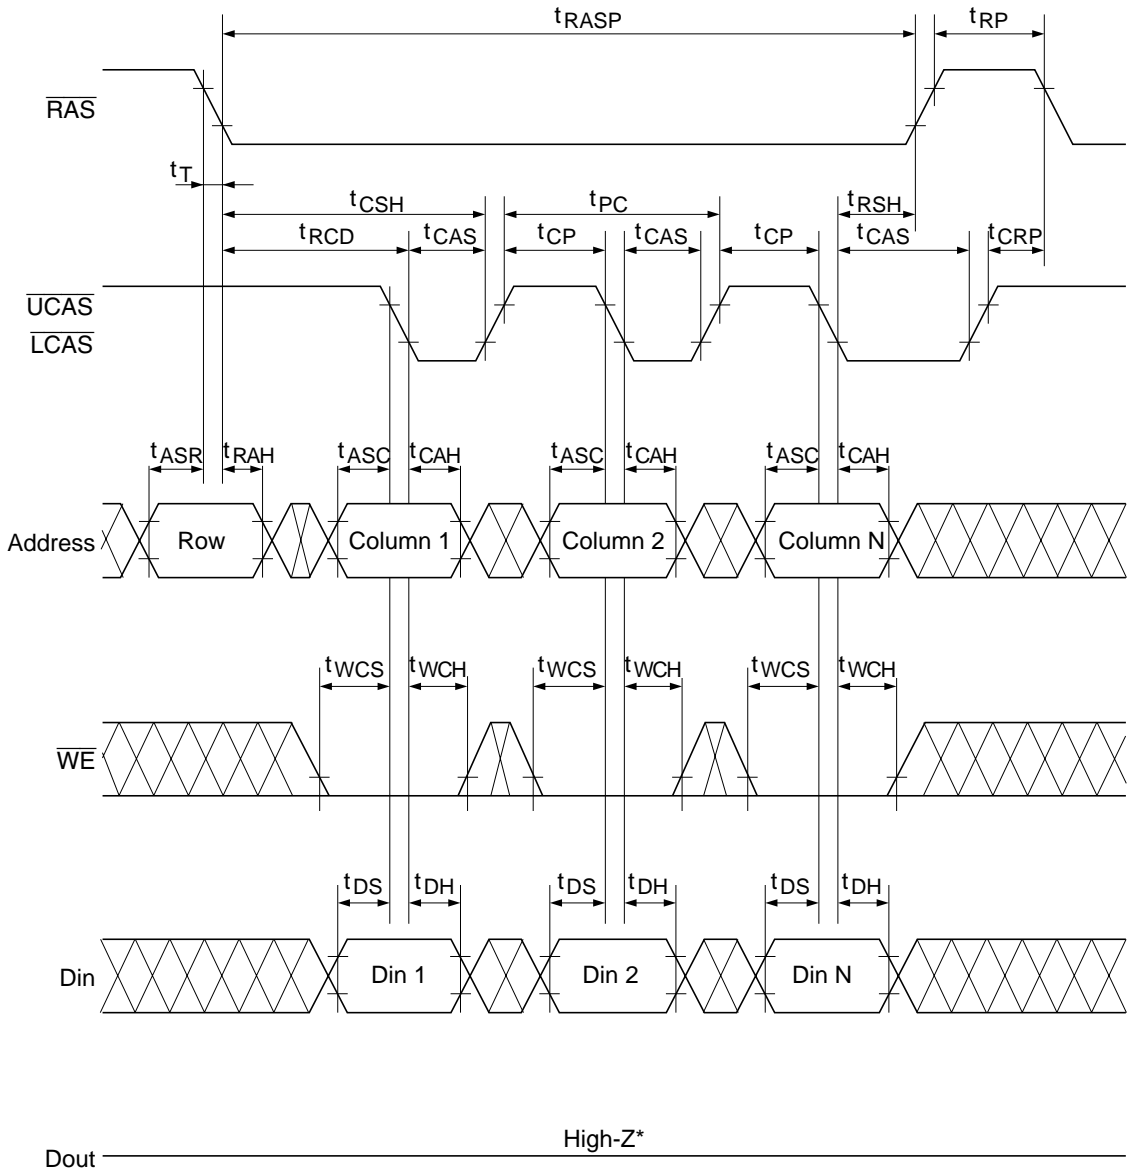 tRASP tRP
RAS
tT
tCSH tPC tRSH
tRCD tCAS tCP tCAS tCP tCAS tCRP
UCAS
LCAS
tASR tRAH tASC tCAH tASC tCAH tASC tCAH
Address Row Column 1 Column 2 Column N
tWCS tWCH tWCS tWCH tWCS tWCH
WE
tDS tDH tDS tDH tDS tDH
Din Din 1 Din 2 Din N
High-Z*
Dout